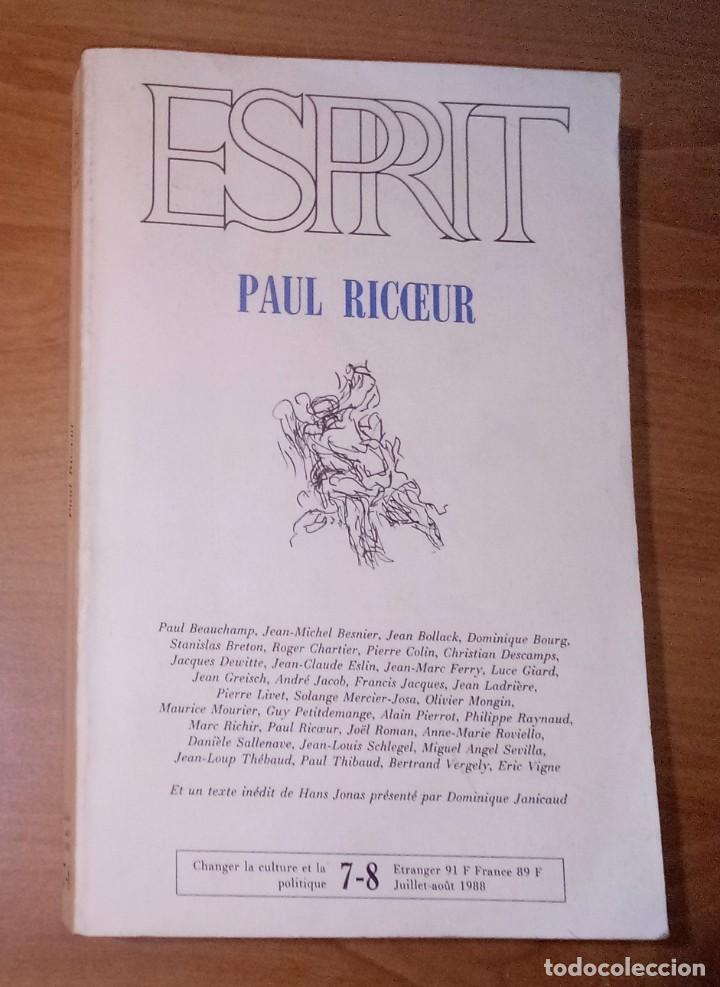 ESPRIT
PAUL RICŒUR
Paul Beauchamp, Jean-Michel Besnier, Jean Bollack, Dominique Bourg,
Stanislas Breton, Roger Chartier, Pierre Colin, Christian Descamps,
Jacques Dewitte, Jean-Claude Eslin, Jean-Marc Ferry, Luce Giard,
Jean Greisch, André Jacob, Francis Jacques, Jean Ladrière,
Pierre Livet, Solange Mercier-Josa, Olivier Mongin,
Maurice Mourier, Guy Petitdemange, Alain Pierrot, Philippe Raynaud,
Marc Richir, Paul Ricœur, Joël Roman, Anne-Marie Roviello,
Danièle Sallenave, Jean-Louis Schlegel, Miguel Angel Sevilla,
Jean-Loup Thébaud, Paul Thibaud, Bertrand Vergely, Eric Vigne
Et un texte inédit de Hans Jonas présenté par Dominique Janicaud
Changer la culture et la
politique
7-8
Etranger 91 F France 89 F
Juillet-août 1988
todocoleccion